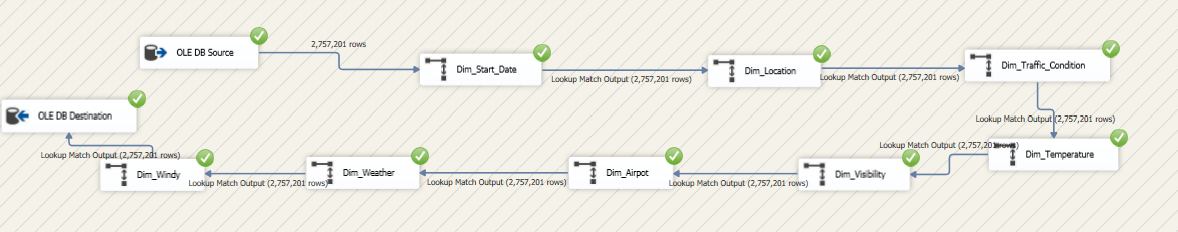 OLE DB Source
2,757,201 rows
Dim_Start_Date
Lookup Match Output (2,757,201 rows)
Dim_Location
Lookup Match Output (2,757,201 rows)
Dim_Traffic_Condition
Lookup Match Output (2,757,201 rows)
Dim_Temperature
Lookup Match Output (2,757,201 rows)
Dim_Visibility
Lookup Match Output (2,757,201 rows)
Dim_Airpot
Lookup Match Output (2,757,201 rows)
Dim_Weather
Lookup Match Output (2,757,201 rows)
Dim_Windy
Lookup Match Output (2,757,201 rows)
OLE DB Destination